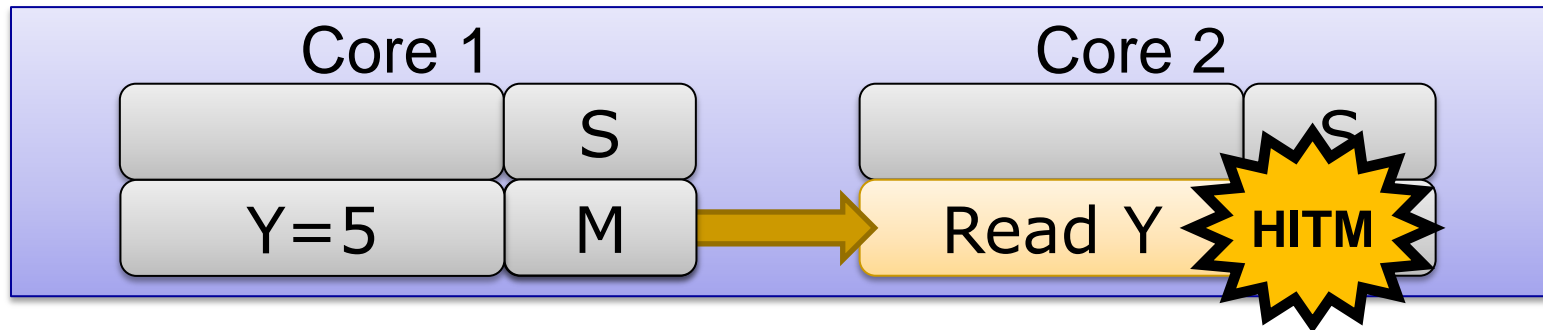 Core 1
Core 2
S
S
Y=5
M
Read Y
HITM